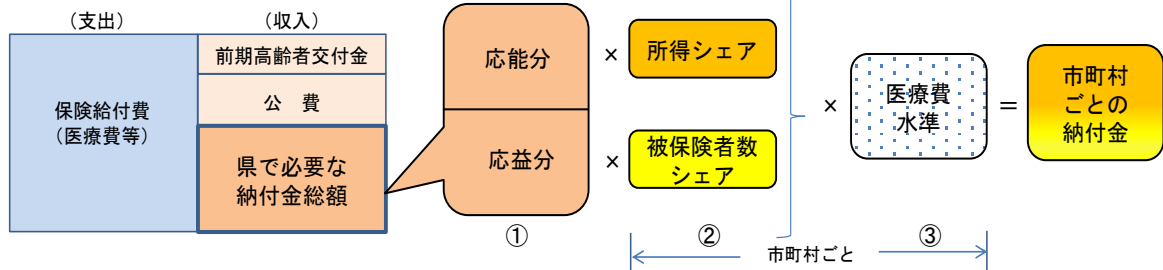 （支出）
（収入）
保険給付費
（医療費等）
前期高齢者交付金
公　費
県で必要な
納付金総額
応能分
応益分
×
所得シェア
×
被保険者数
シェア
×
医療費
水準
＝
市町村
ごとの
納付金
①
②
③
市町村ごと